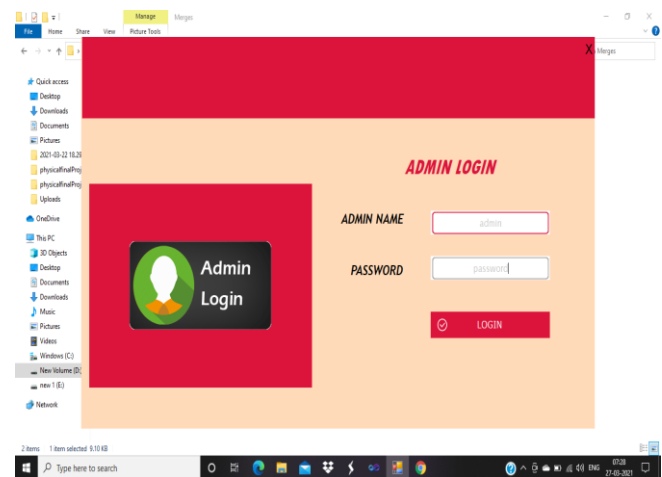 Manage Merges
File Home Share View Picture Tools
X Merges
Quick access
Desktop
Downloads
Documents
Pictures
2021-03-22 18.28
physicalfinalProj
physicalfinalProj
Uploads
OneDrive
This PC
3D Objects
Desktop
Documents
Downloads
Music
Pictures
Videos
Windows (C:)
New Volume (D:)
new 1 (E:)
Network
ADMIN LOGIN
ADMIN NAME admin
PASSWORD password
LOGIN
Admin
Login
2 items 1 item selected 9.10 KB
Type here to search
ENG 07:28
27-03-2021